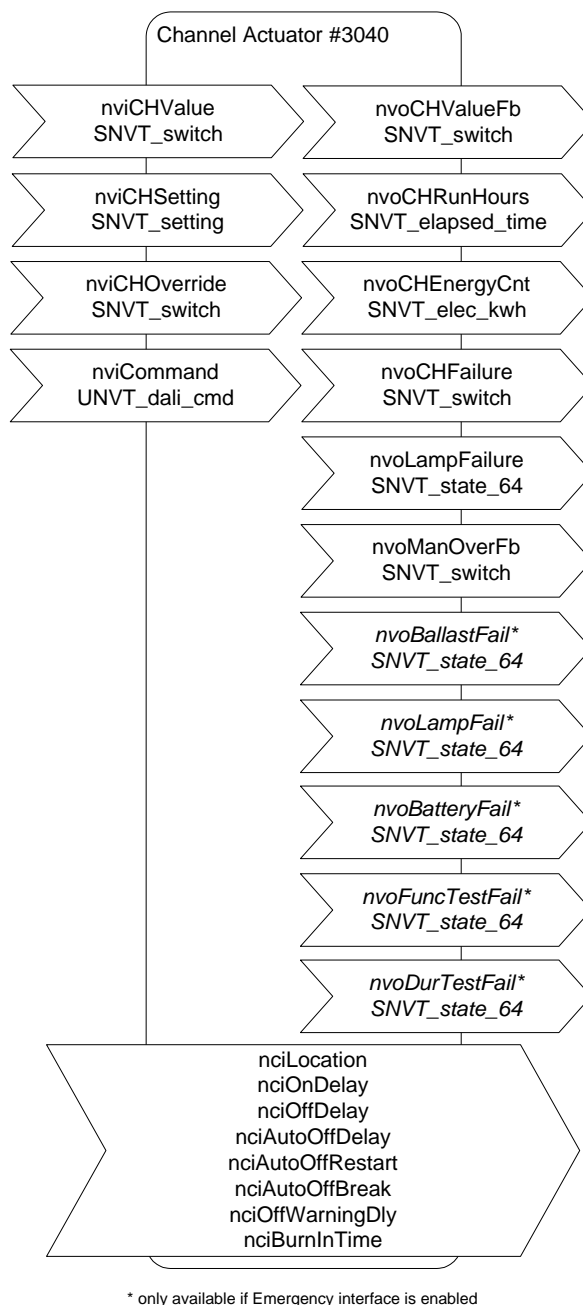 Channel Actuator #3040
nviCHValue
SNVT_switch
nvoCHValueFb
SNVT_switch
nviCHSetting
SNVT_setting
nvoCHRunHours
SNVT_elapsed_time
nviCHOverride
SNVT_switch
nvoCHEnergyCnt
SNVT_elec_kwh
nviCommand
UNVT_dali_cmd
nvoCHFailure
SNVT_switch
nvoLampFailure
SNVT_state_64
nvoManOverFb
SNVT_switch
nvoBallastFail*
SNVT_state_64
nvoLampFail*
SNVT_state_64
nvoBatteryFail*
SNVT_state_64
nvoFuncTestFail*
SNVT_state_64
nvoDurTestFail*
SNVT_state_64
nciLocation
nciOnDelay
nciOffDelay
nciAutoOffDelay
nciAutoOffRestart
nciAutoOffBreak
nciOffWarningDly
nciBurnInTime
* only available if Emergency interface is enabled